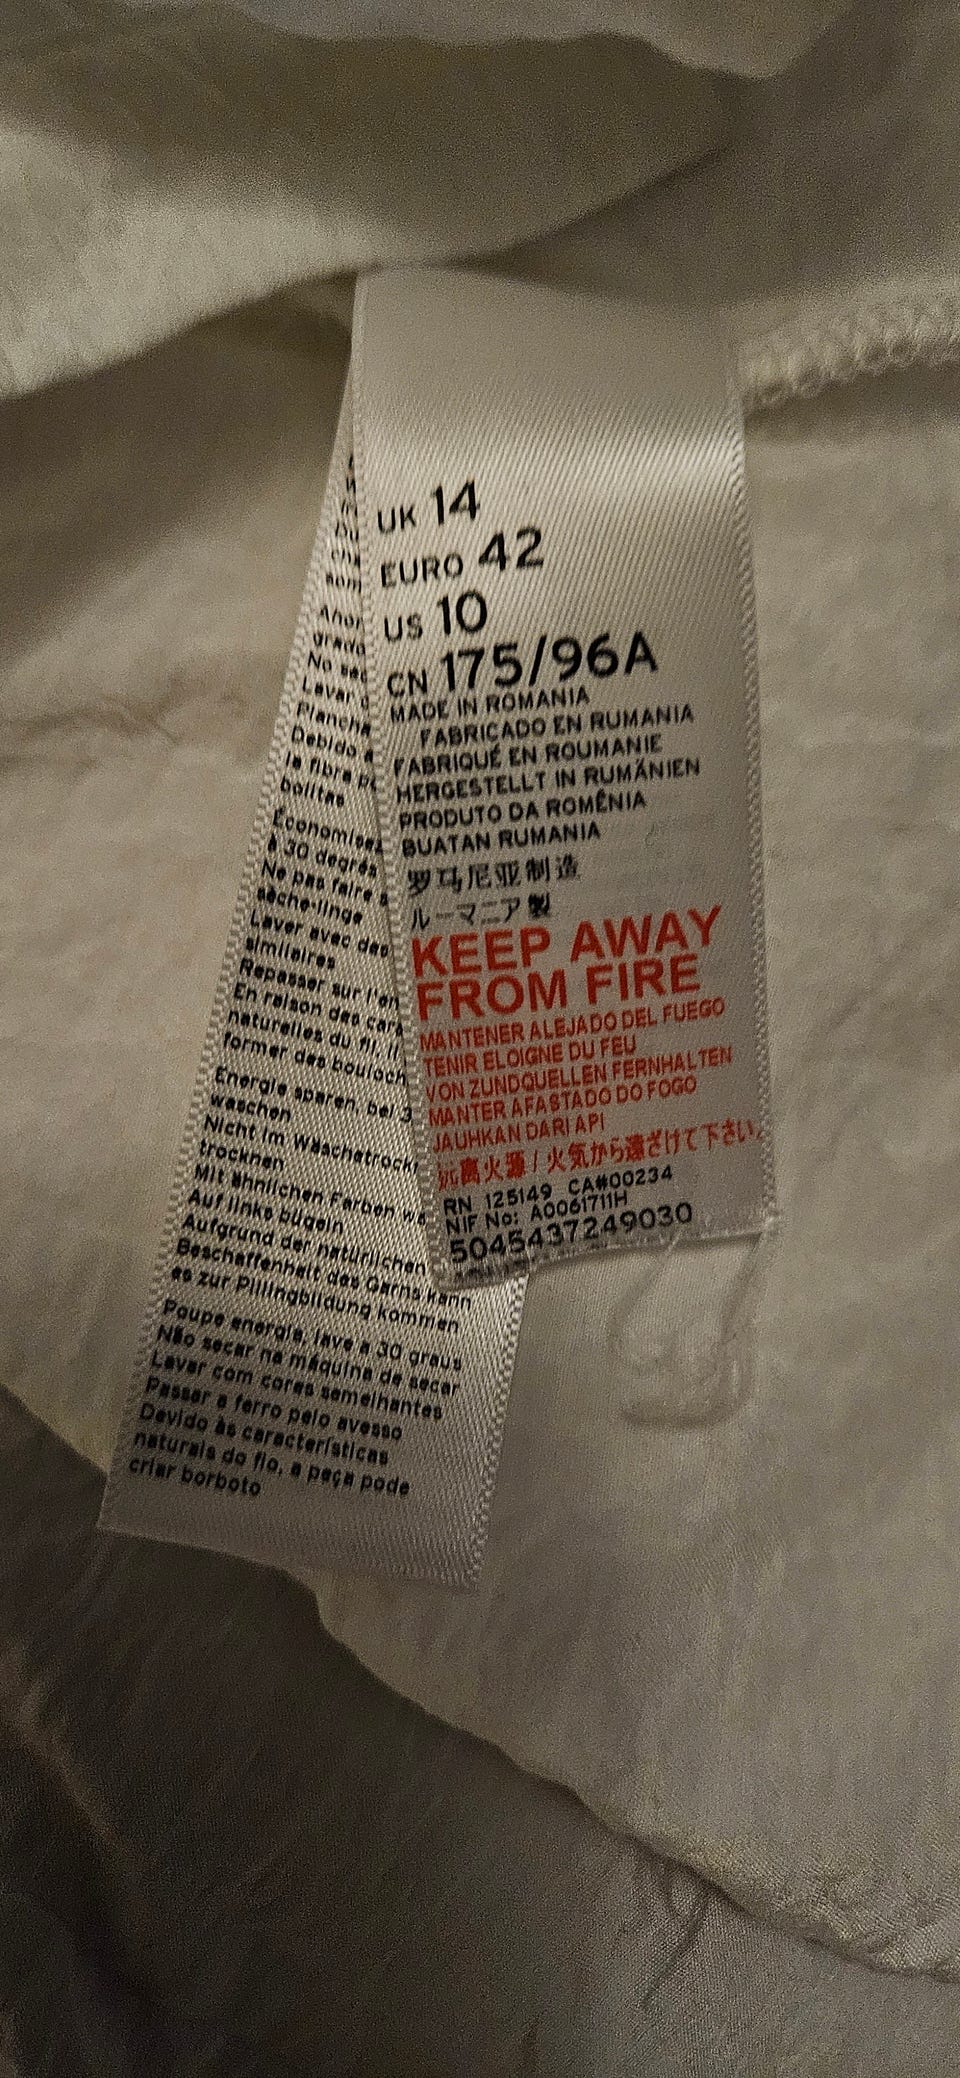 UK 14
EURO 42
US 10
CN 175/96A
MADE IN ROMANIA
FABRICADO EN RUMANIA
FABRIQUÉ EN ROUMANIE
HERGESTELLT IN RUMÄNIEN
PRODUTO DA ROMÊNIA
BUATAN RUMANIA
罗马尼亚制造
ルーマニア製
KEEP AWAY
FROM FIRE
MANTENER ALEJADO DEL FUEGO
TENIR ELOIGNE DU FEU
VON ZUNDQUELLEN FERNHALTEN
MANTER AFASTADO DO FOGO
JAUHKAN DARI API
远离火源 / 火気から遠ざけて下さい
RN 125149 CA#00234
NIF No: A0061711H
5045437249030
No
Lavar
Plancha
Debido a
la fibra
bolitas
à 30 degrés
Ne pas faire
sèche-linge
Laver avec des
similaires
Repasser sur
En raison des
naturelles du fil, il
former des
Energie sparen, bei 3
waschen
Nicht im
trocknen
Mit ähnlichen Farben
Auf links bügeln
Aufgrund der natürlichen
Beschaffenheit des Garns kann
es zur Pillingbildung kommen
Poupe energia, lave a 30 graus
Não secar na máquina de secar
Lavar com cores semelhantes
Passar a ferro pelo avesso
Devido às características
naturais do fio, a peça pode
criar borboto